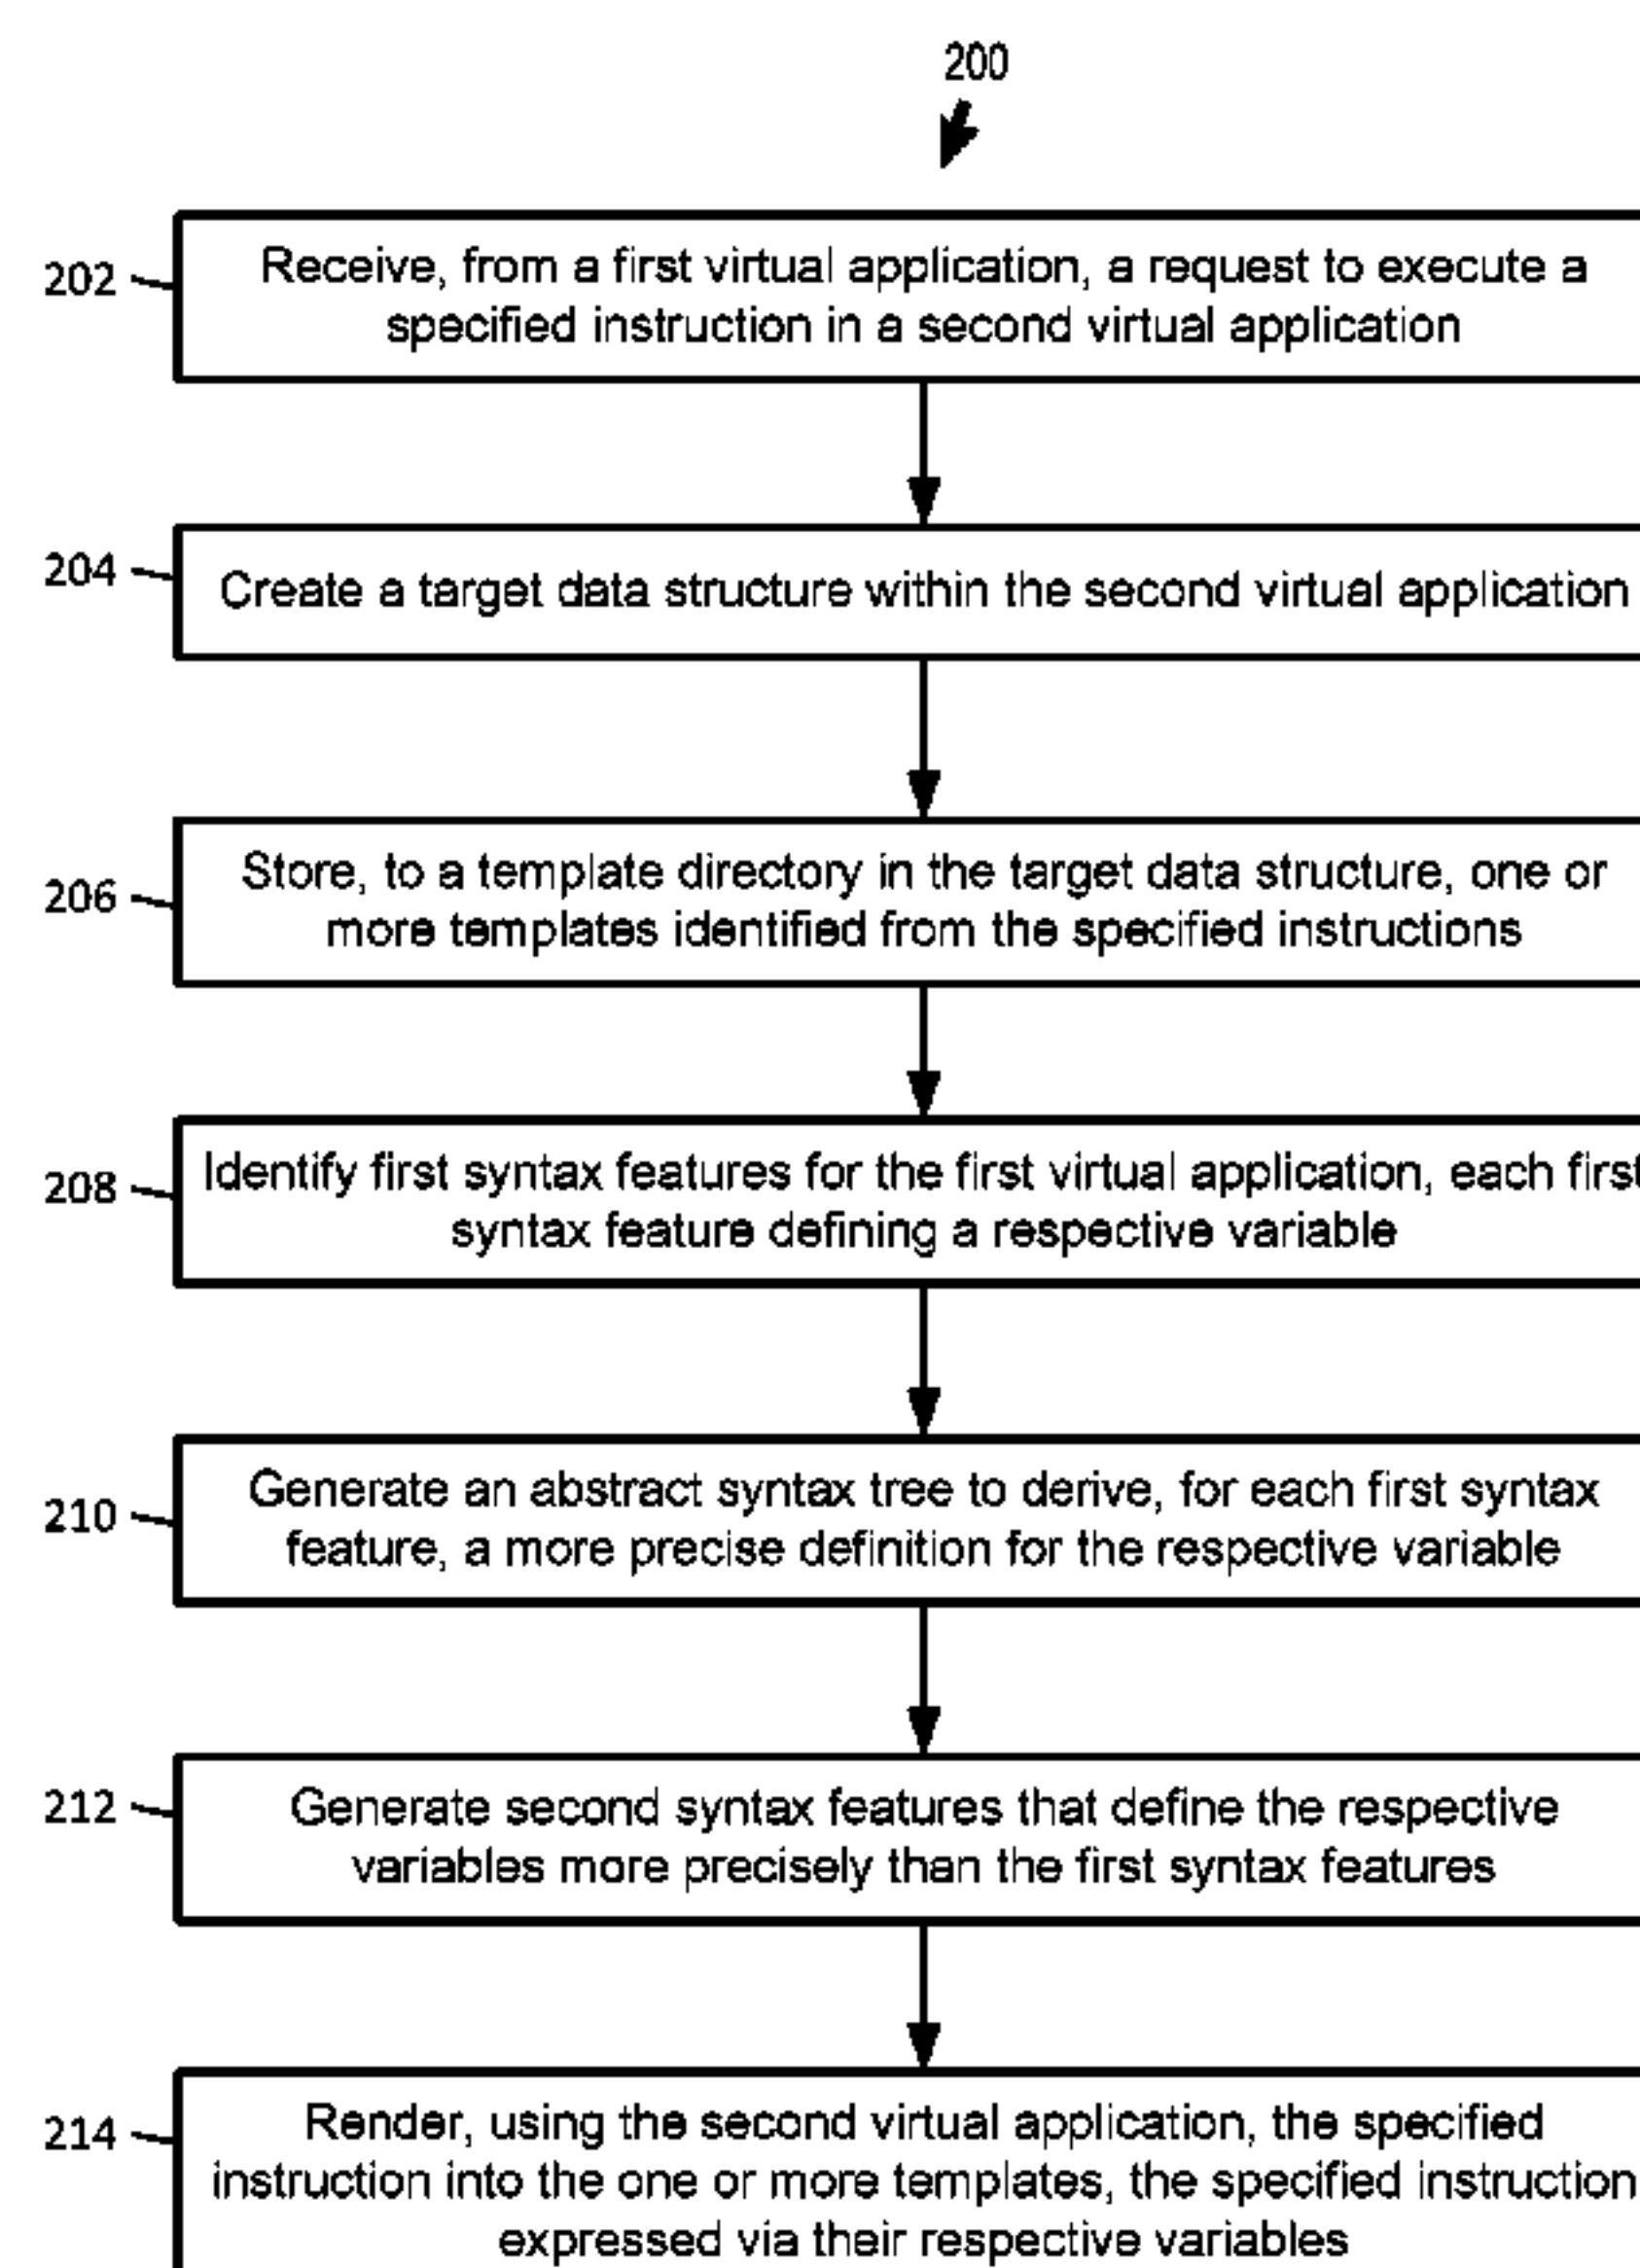 200
202
Receive, from a first virtual application, a request to execute a
specified instruction in a second virtual application
204
Create a target data structure within the second virtual application
206
Store, to a template directory in the target data structure, one or
more templates identified from the specified instructions
208
Identify first syntax features for the first virtual application, each first
syntax feature defining a respective variable
210
Generate an abstract syntax tree to derive, for each first syntax
feature, a more precise definition for the respective variable
212
Generate second syntax features that define the respective
variables more precisely than the first syntax features
214
Render, using the second virtual application, the specified
instruction into the one or more templates, the specified instruction
expressed via their respective variables